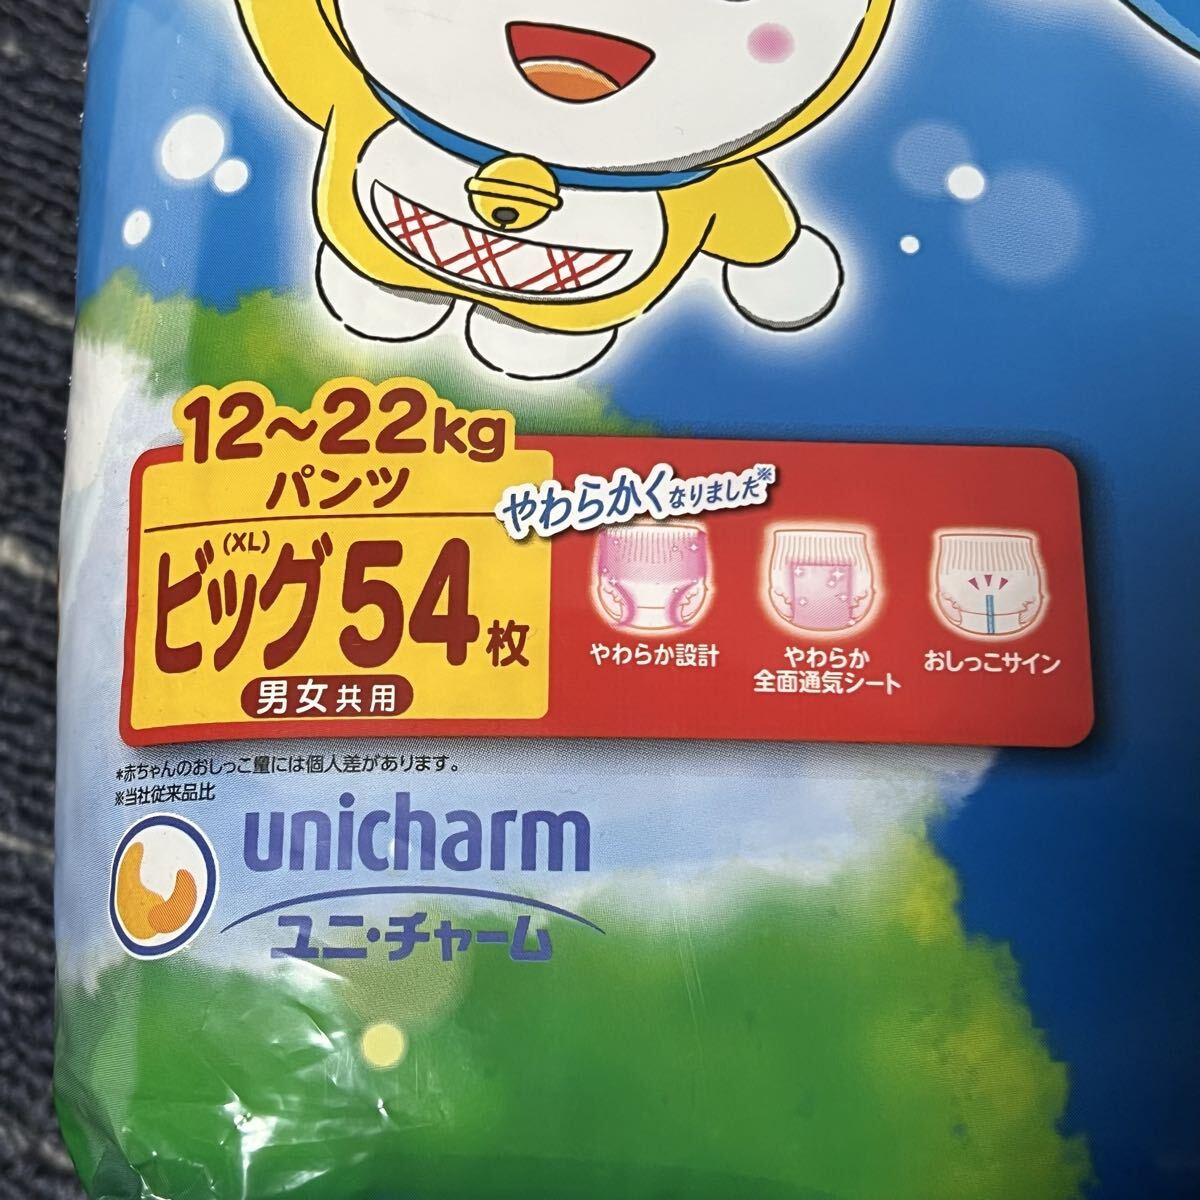 12～22kg
パンツ
ビッグ(XL)54枚
男女共用
やわらかくなりました※
やわらか設計
やわらか
全面通気シート
おしっこサイン
*赤ちゃんのおしっこ量には個人差があります。
※当社従来品比
unicharm
ユニ・チャーム